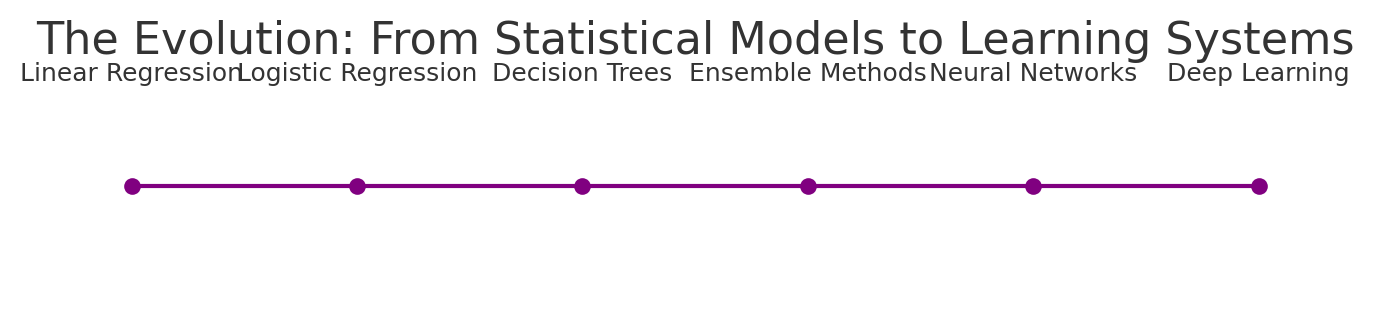 The Evolution: From Statistical Models to Learning Systems
Linear Regression Logistic Regression Decision Trees Ensemble Methods Neural Networks Deep Learning